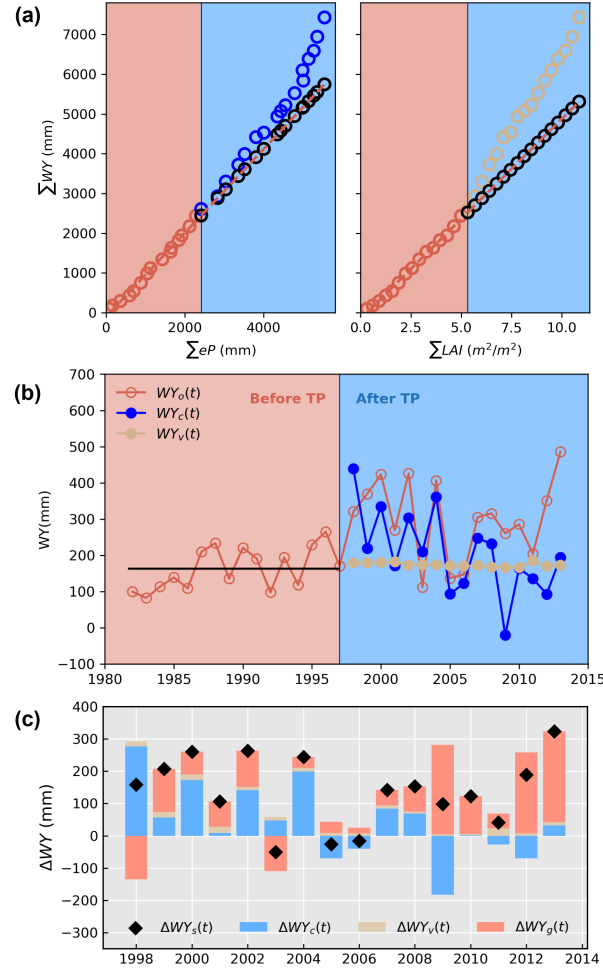 (a)
7000
6000
5000
4000
3000
2000
1000
0
∑WY (mm)
0 2000 4000
∑eP (mm)
0.0 2.5 5.0 7.5 10.0
∑LAI (m²/m²)
(b)
700
600
500
400
300
200
100
0
−100
WY(mm)
WYₒ(t)
WY_c(t)
WYᵥ(t)
Before TP
After TP
1980 1985 1990 1995 2000 2005 2010 2015
(c)
300
200
100
0
−100
−200
−300
ΔWY (mm)
ΔWYₛ(t) ΔWY_c(t) ΔWYᵥ(t) ΔWY_g(t)
1998 2000 2002 2004 2006 2008 2010 2012 2014